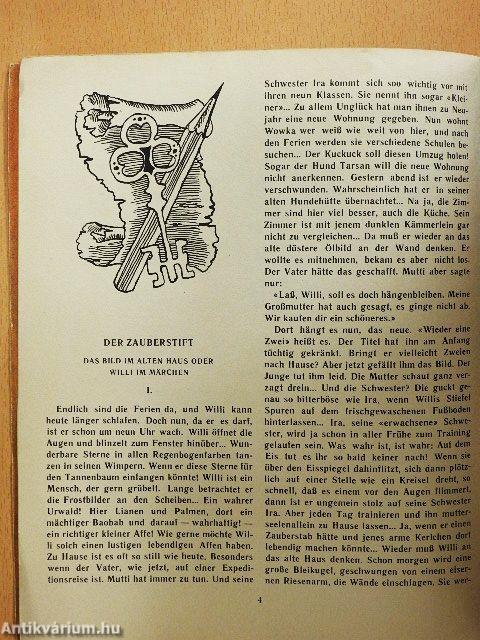 DER ZAUBERSTIFT
DAS BILD IM ALTEN HAUS ODER
WILLI IM MÄRCHEN
I.
Endlich sind die Ferien da, und Willi kann
heute länger schlafen. Doch nun, da er es darf,
ist er schon um neun Uhr wach. Willi öffnet die
Augen und blinzelt zum Fenster hinüber... Wun-
derbare Sterne in allen Regenbogenfarben tan-
zen in seinen Wimpern. Wenn er diese Sterne für
den Tannenbaum einfangen könnte! Willi ist ein
Mensch, der gern grübelt. Lange betrachtet er
die Frostbilder an den Scheiben... Ein wahrer
Urwald! Hier Lianen und Palmen, dort ein
mächtiger Baobab und darauf — wahrhaftig! —
ein richtiger kleiner Affe! Wie gerne möchte Wil-
li solch einen lustigen lebendigen Affen haben.
Zu Hause ist es oft so still wie heute. Besonders
wenn der Vater, wie jetzt, auf einer Expedi-
tionsreise ist. Mutti hat immer zu tun. Und seine
Schwester Ira kommt sich soo wichtig vor mit
ihren neun Klassen. Sie nennt ihn sogar «Klei-
ner»... Zu allem Unglück hat man ihnen zu Neu-
jahr eine neue Wohnung gegeben. Nun wohnt
Wowka wer weiß wie weit von hier, und nach
den Ferien werden sie verschiedene Schulen be-
suchen... Der Kuckuck soll diesen Umzug holen!
Sogar der Hund Tarsan will die neue Wohnung
nicht anerkennen. Gestern abend ist er wieder
verschwunden. Wahrscheinlich hat er in seiner
alten Hundehütte übernachtet... Na ja, die Zim-
mer sind hier viel besser, auch die Küche. Sein
Zimmer ist mit jenem dunklen Kämmerlein gar
nicht zu vergleichen... Da muß er wieder an das
alte düstere Ölbild an der Wand denken. Er
wollte es mitnehmen, bekam es aber nicht los.
Der Vater hätte das geschafft. Mutti aber sagte
nur:
«Laß, Willi, soll es doch hängenbleiben. Meine
Großmutter hat auch gesagt, es ginge nicht ab.
Wir kaufen dir ein schöneres.»
Dort hängt es nun, das neue. «Wieder eine
Zwei» heißt es. Der Titel hat ihn am Anfang
tüchtig gekränkt. Bringt er vielleicht Zweien
nach Hause? Aber jetzt gefällt ihm das Bild. Der
Junge tut ihm leid. Die Mutter schaut ganz ver-
zagt drein... Und die Schwester? Die guckt ge-
nau so bitterböse wie Ira, wenn Willis Stiefel
Spuren auf dem frischgewaschenen Fußboden
hinterlassen... Ira, seine «erwachsene» Schwe-
ster, wird ja schon in aller Frühe zum Training
gelaufen sein. Was wahr ist, ist wahr: Auf dem
Eis tut es ihr so bald keiner nach! Wenn sie
über den Eisspiegel dahinflitzt, sich dann plötz-
lich auf einer Stelle wie ein Kreisel dreht, so
schnell, daß es einem vor den Augen flimmert,
dann ist er ungemein stolz auf seine Schwester
Ira. Aber jeden Tag trainieren und ihn mutter-
seelenallein zu Hause lassen... Ja, wenn er einen
Zauberstab hätte und jenes arme Kerlchen dort
lebendig machen könnte... Wieder muß Willi an
das alte Haus denken. Schon morgen wird eine
große Bleikugel, geschwungen von einem eiser-
nen Riesenarm, die Wände einschlagen. Sie wer-
4
Antikvárium.hu